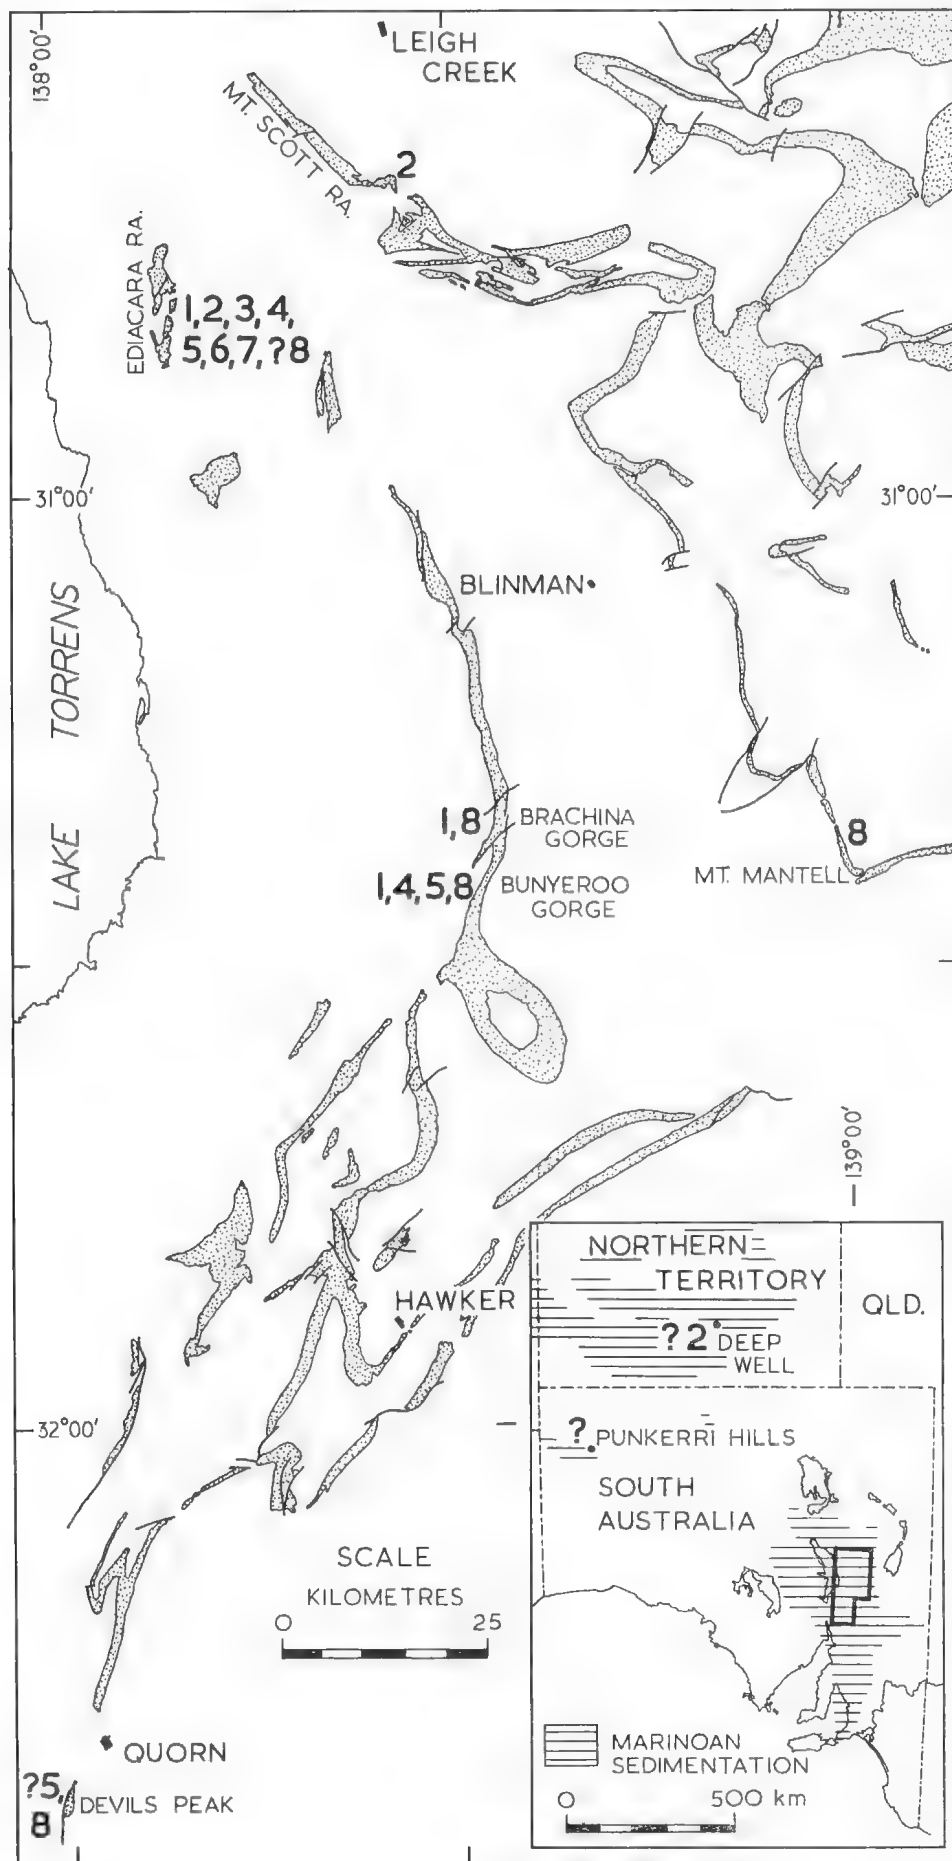 138°00'
LEIGH
CREEK
MT. SCOTT RA.
2
EDIACARA RA.
1,2,3,4,
5,6,7,?8
31°00'
31°00'
BLINMAN
LAKE TORRENS
1,8
BRACHINA
GORGE
8
1,4,5,8
BUNYEROO
GORGE
MT. MANTELL
139°00'
HAWKER
32°00'
SCALE
KILOMETRES
0 25
QUORN
?5,
8
DEVILS PEAK
NORTHERN
TERRITORY
QLD.
?2 DEEP
WELL
? PUNKERRI HILLS
SOUTH
AUSTRALIA
MARINOAN
SEDIMENTATION
0 500 km